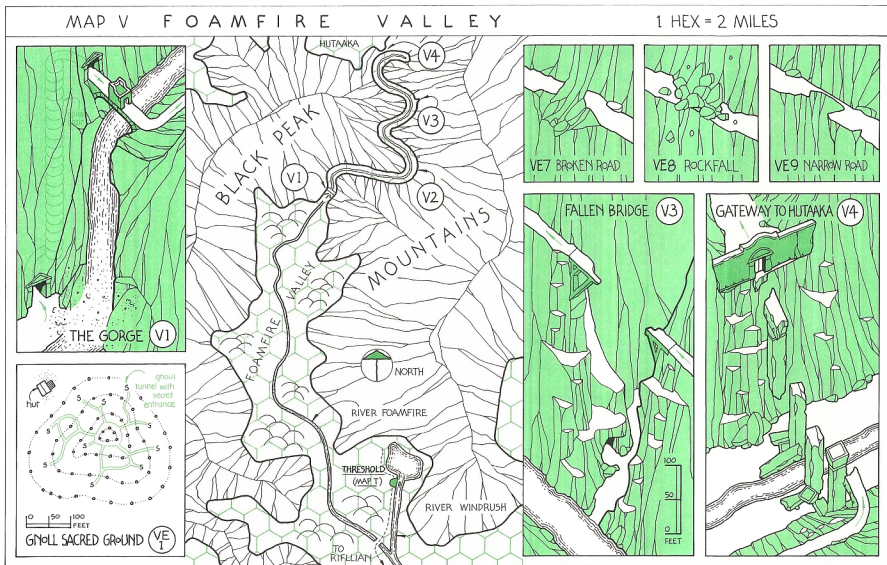 MAP V FOAMFIRE VALLEY 1 HEX = 2 MILES
THE GORGE V1
hut
ghoul
tunnel with
secret
entrance
S
S
S
S
S
S
S
S
0 50 100
FEET
GNOLL SACRED GROUND VE
1
HUTAAKA
V4
V3
V2
V1
BLACK PEAK
MOUNTAINS
FOAMFIRE VALLEY
NORTH
RIVER FOAMFIRE
THRESHOLD
(MAP T)
RIVER WINDRUSH
TO
RIFLLIAN
VE7 BROKEN ROAD
VE8 ROCKFALL
VE9 NARROW ROAD
FALLEN BRIDGE V3
100
50
0
FEET
GATEWAY TO HUTAAKA V4